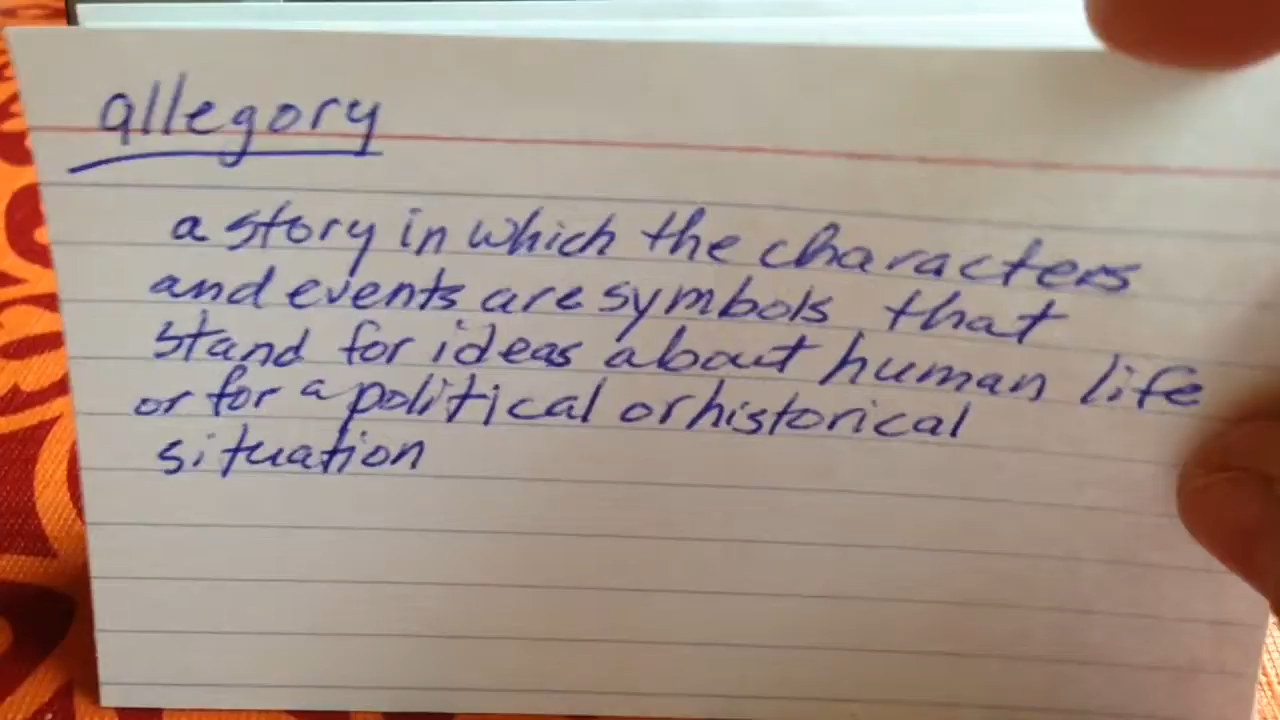 allegory
a story in which the characters
and events are symbols that
stand for ideas about human life
or for a political or historical
situation